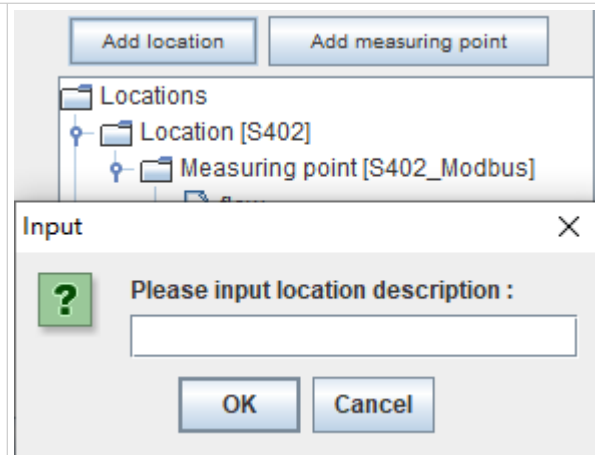 Add location Add measuring point
Locations
Location [S402]
Measuring point [S402_Modbus]
Input
?
Please input location description :
OK Cancel